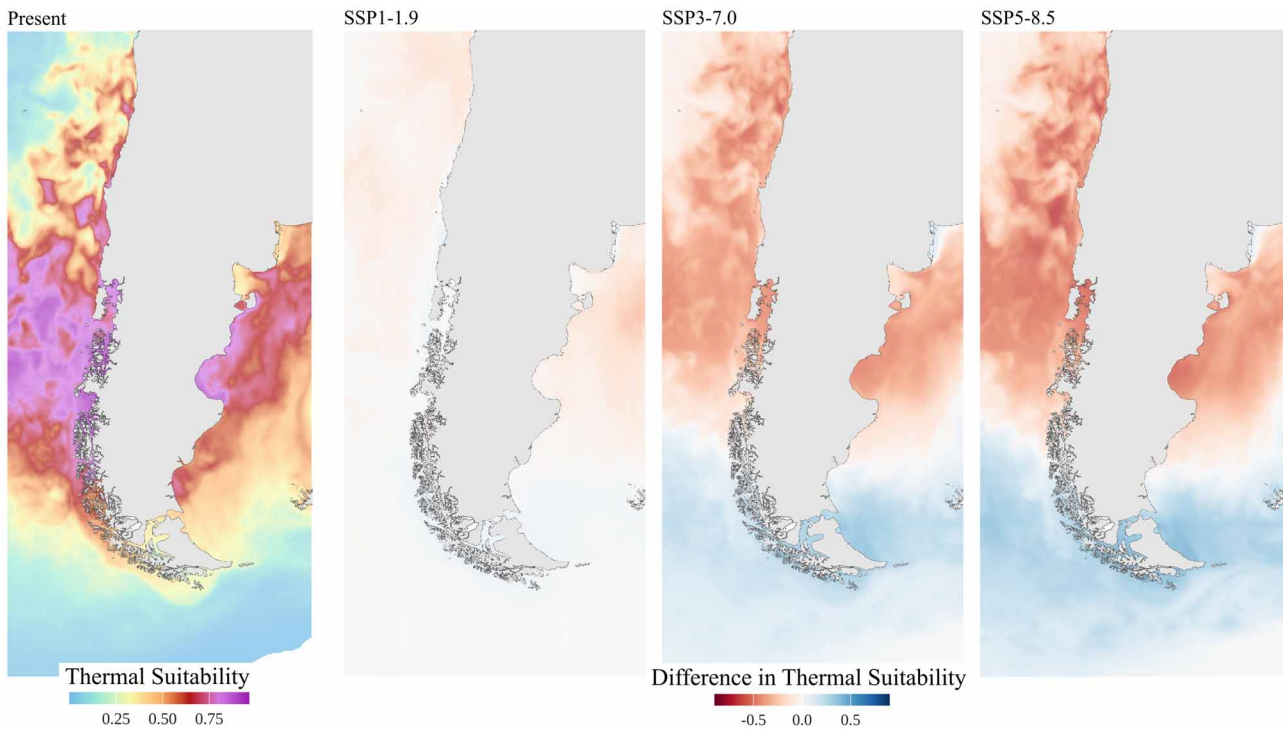 Present
SSP1-1.9
SSP3-7.0
SSP5-8.5
Thermal Suitability
0.25 0.50 0.75
Difference in Thermal Suitability
-0.5 0.0 0.5